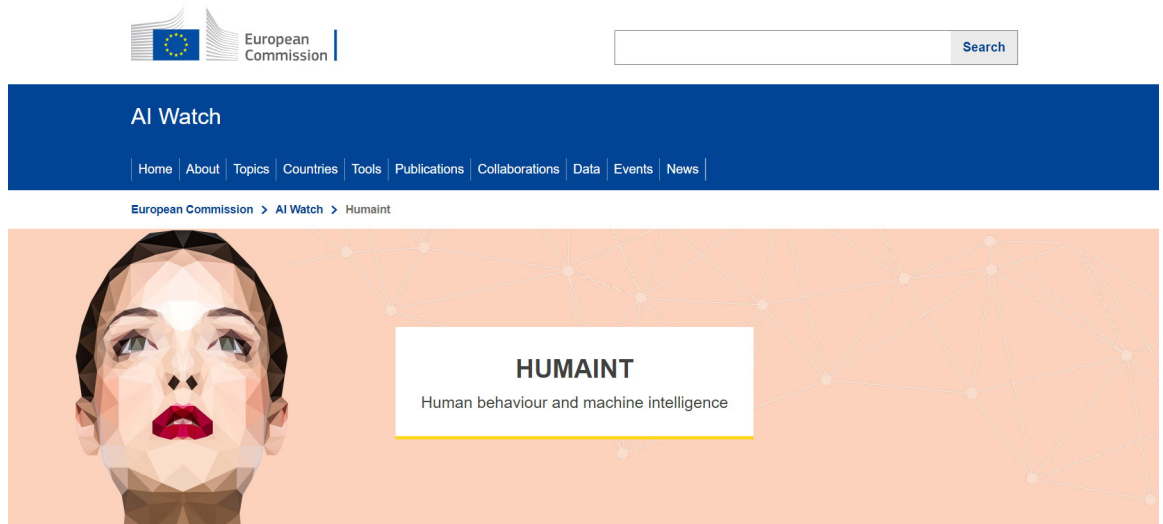 European
Commission
Search
AI Watch
Home About Topics Countries Tools Publications Collaborations Data Events News
European Commission > AI Watch > Humaint
HUMAINT
Human behaviour and machine intelligence